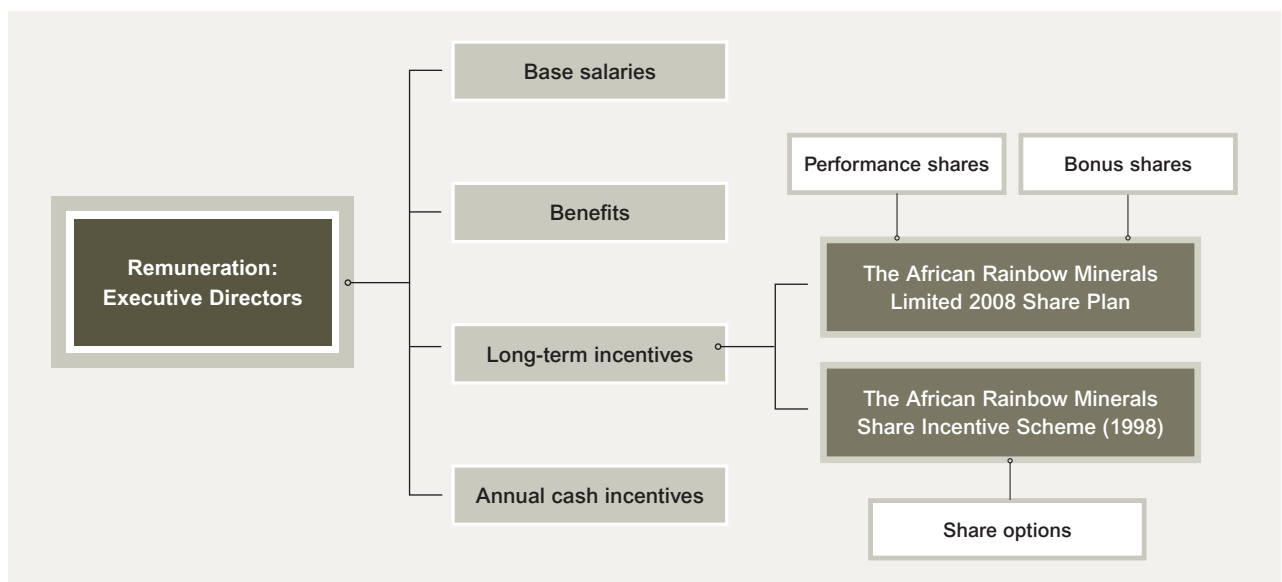 Remuneration:
Executive Directors
Base salaries
Benefits
Long-term incentives
Annual cash incentives
Performance shares
Bonus shares
The African Rainbow Minerals
Limited 2008 Share Plan
The African Rainbow Minerals
Share Incentive Scheme (1998)
Share options